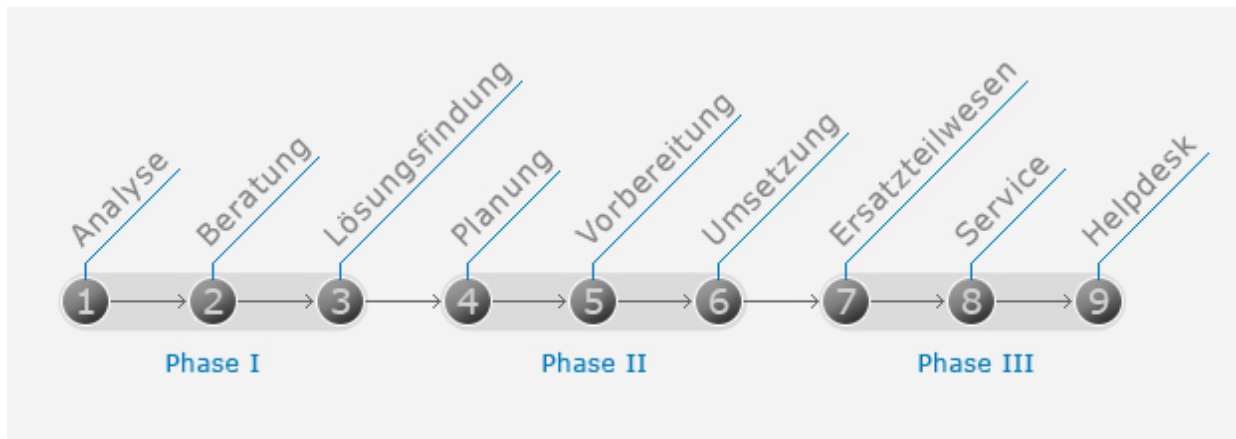 Analyse
Beratung
Lösungsfindung
Planung
Vorbereitung
Umsetzung
Ersatzteilwesen
Service
Helpdesk
1
2
3
4
5
6
7
8
9
Phase I
Phase II
Phase III